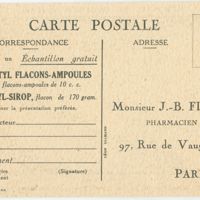 CARTE POSTALE
CORRESPONDANCE
ADRESSE
un Échantillon gratuit
TYL FLACONS-AMPOULES
flacons-ampoules de 10 c. c.
YL-SIROP, flacon de 170 gram.
la présentation préférée.
Monsieur J.-B. F
PHARMACIEN
97, Rue de Vaug
PAR
(Signature)